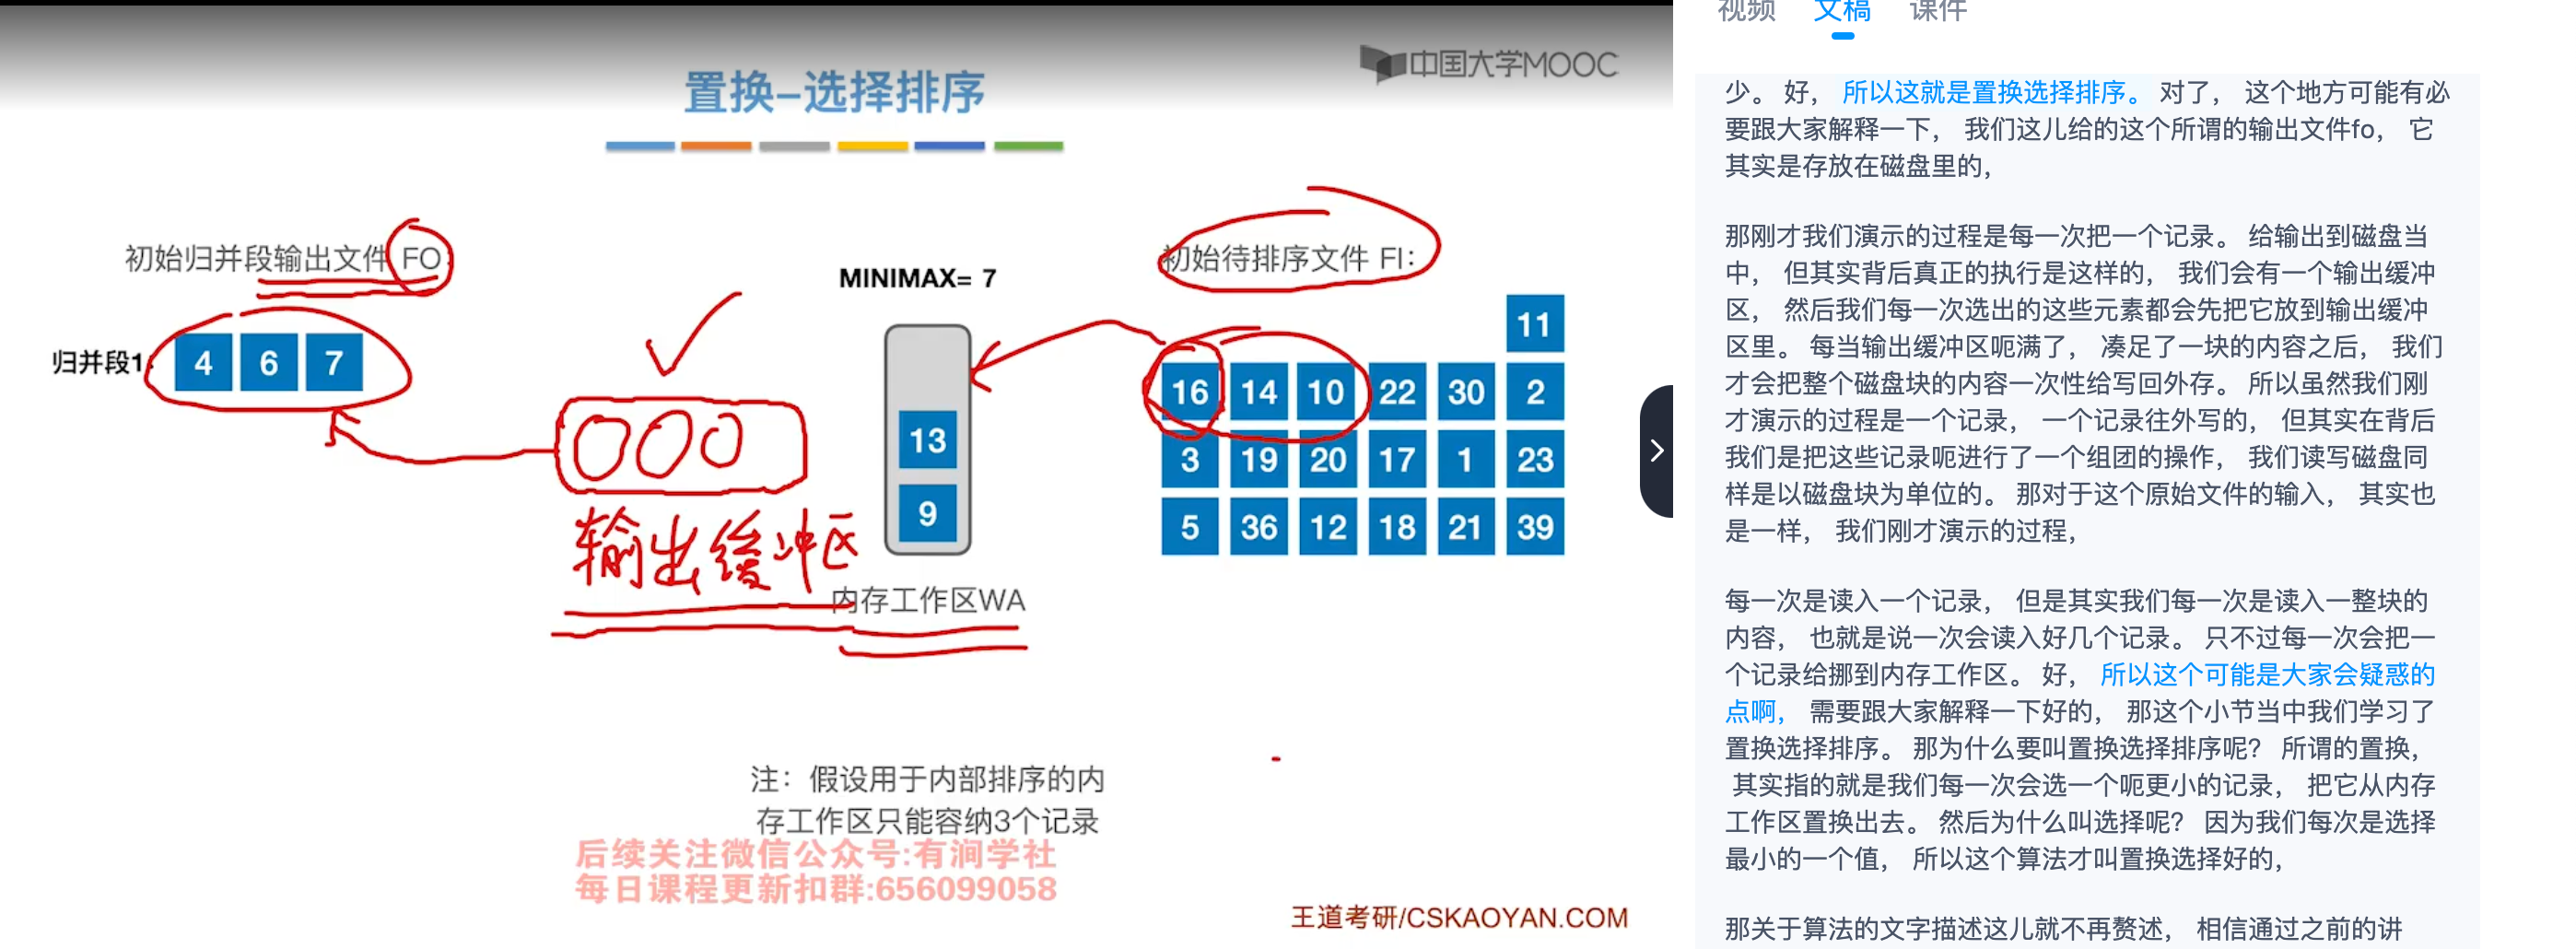 置换–选择排序
中国大学MOOC
初始归并段输出文件 FO:
MINIMAX= 7
初始待排序文件 FI:
归并段1:
4 6 7
13
9
11
16 14 10 22 30 2
3 19 20 17 1 23
5 36 12 18 21 39
输出缓冲区
内存工作区WA
注：假设用于内部排序的内
存工作区只能容纳3个记录
后续关注微信公众号:有涧学社
每日课程更新扣群:656099058
王道考研/CSKAOYAN.COM
视频 文稿 课件
少。 好， 所以这就是置换选择排序。 对了， 这个地方可能有必
要跟大家解释一下， 我们这儿给的这个所谓的输出文件fo， 它
其实是存放在磁盘里的，
那刚才我们演示的过程是每一次把一个记录。 给输出到磁盘当
中， 但其实背后真正的执行是这样的， 我们会有一个输出缓冲
区， 然后我们每一次选出的这些元素都会先把它放到输出缓冲
区里。 每当输出缓冲区呃满了， 凑足了一块的内容之后， 我们
才会把整个磁盘块的内容一次性给写回外存。 所以虽然我们刚
才演示的过程是一个记录， 一个记录往外写的， 但其实在背后
我们是把这些记录呃进行了一个组团的操作， 我们读写磁盘同
样是以磁盘块为单位的。 那对于这个原始文件的输入， 其实也
是一样， 我们刚才演示的过程，
每一次是读入一个记录， 但是其实我们每一次是读入一整块的
内容， 也就是说一次会读入好几个记录。 只不过每一次会把一
个记录给挪到内存工作区。 好， 所以这个可能是大家会疑惑的
点啊， 需要跟大家解释一下好的， 那这个小节当中我们学习了
置换选择排序。 那为什么要叫置换选择排序呢？ 所谓的置换，
其实指的就是我们每一次会选一个呃更小的记录， 把它从内存
工作区置换出去。 然后为什么叫选择呢？ 因为我们每次是选择
最小的一个值， 所以这个算法才叫置换选择好的，
那关于算法的文字描述这儿就不再赘述， 相信通过之前的讲